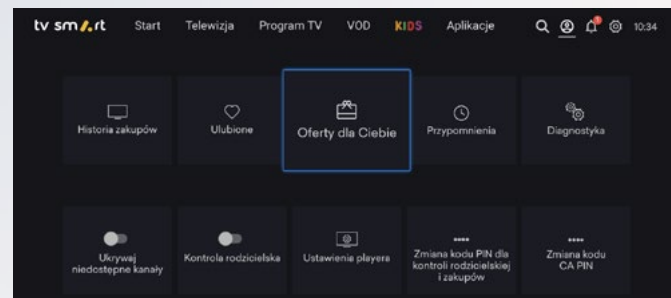 tv smart Start Telewizja Program TV VOD KIDS Aplikacje 1 10:34
Historia zakupów Ulubione Oferty dla Ciebie Przypomnienia Diagnostyka
Ukrywaj
niedostępne kanały
Kontrola rodzicielska
Ustawienia playera
Zmiana kodu PIN dla
kontroli rodzicielskiej
i zakupów
Zmiana kodu
CA PIN